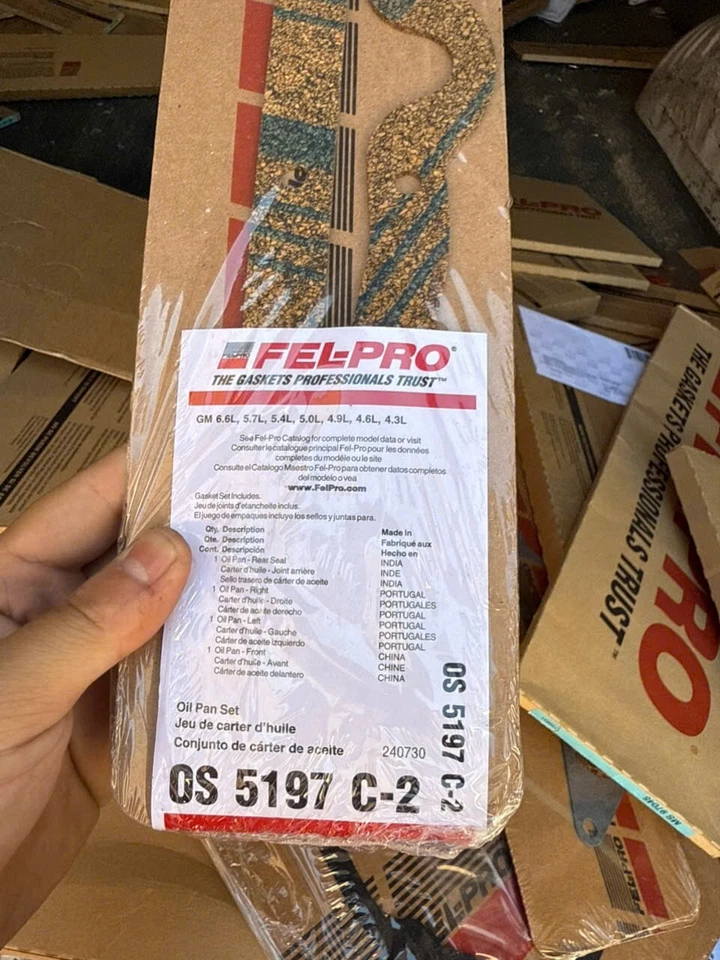 FEL-PRO®
THE GASKETS PROFESSIONALS TRUST™
GM 6.6L, 5.7L, 5.4L, 5.0L, 4.9L, 4.6L, 4.3L
See Fel-Pro Catalog for complete model data or visit
Consulter le catalogue principal Fel-Pro pour les données
completes du modèle ou le site
Consulte el Catalogo Maestro Fel-Pro para obtener datos completos
del modelo o vea
www.FelPro.com
Gasket Set Includes.
Jeu de joints d'etancheite inclus.
El juego de empaques incluye los sellos y juntas para.
Qty. Description Made in
Qte. Description Fabriqué aux
Cont. Descripción Hecho en
1 Oil Pan - Rear Seal INDIA
Carter d'huile - Joint arrière INDE
Sello trasero de cárter de aceite INDIA
1 Oil Pan - Right PORTUGAL
Carter d'huile - Droite PORTUGALES
Cárter de aceite derecho PORTUGAL
1 Oil Pan - Left PORTUGAL
Carter d'huile - Gauche PORTUGALES
Cárter de aceite izquierdo PORTUGAL
1 Oil Pan - Front CHINA
Carter d'huile - Avant CHINE
Cárter de aceite delantero CHINA
Oil Pan Set
Jeu de carter d'huile
Conjunto de cárter de aceite 240730
OS 5197 C-2
OS 5197 C-2
THE GASKETS PROFESSIONALS TRUST™
PRO®
MS 97045
FEL-PRO
EL-PRO